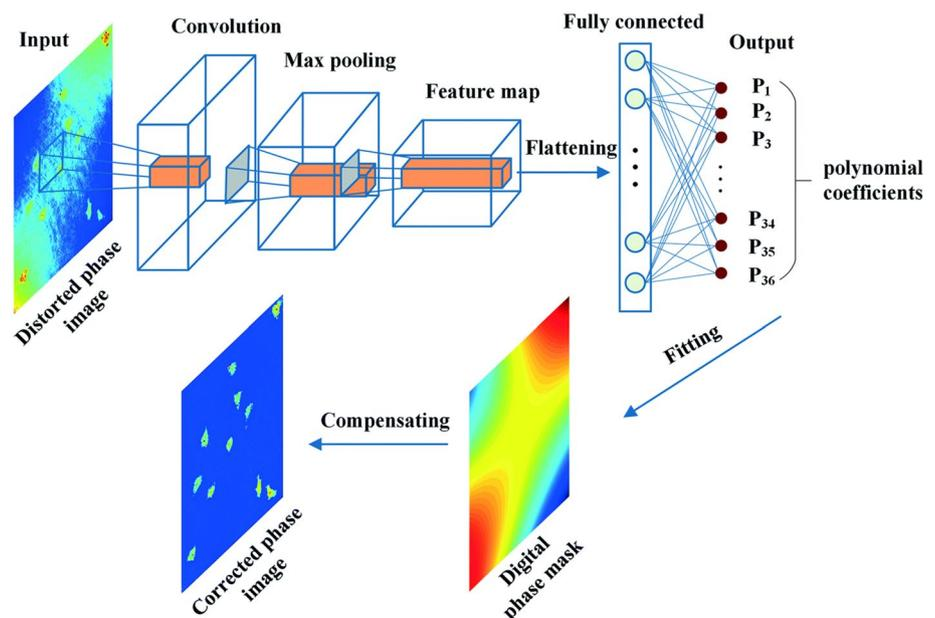 Input
Convolution
Max pooling
Feature map
Flattening
Fully connected
Output
P1
P2
P3
P34
P35
P36
polynomial
coefficients
Distorted phase
image
Fitting
Digital
phase mask
Compensating
Corrected phase
image